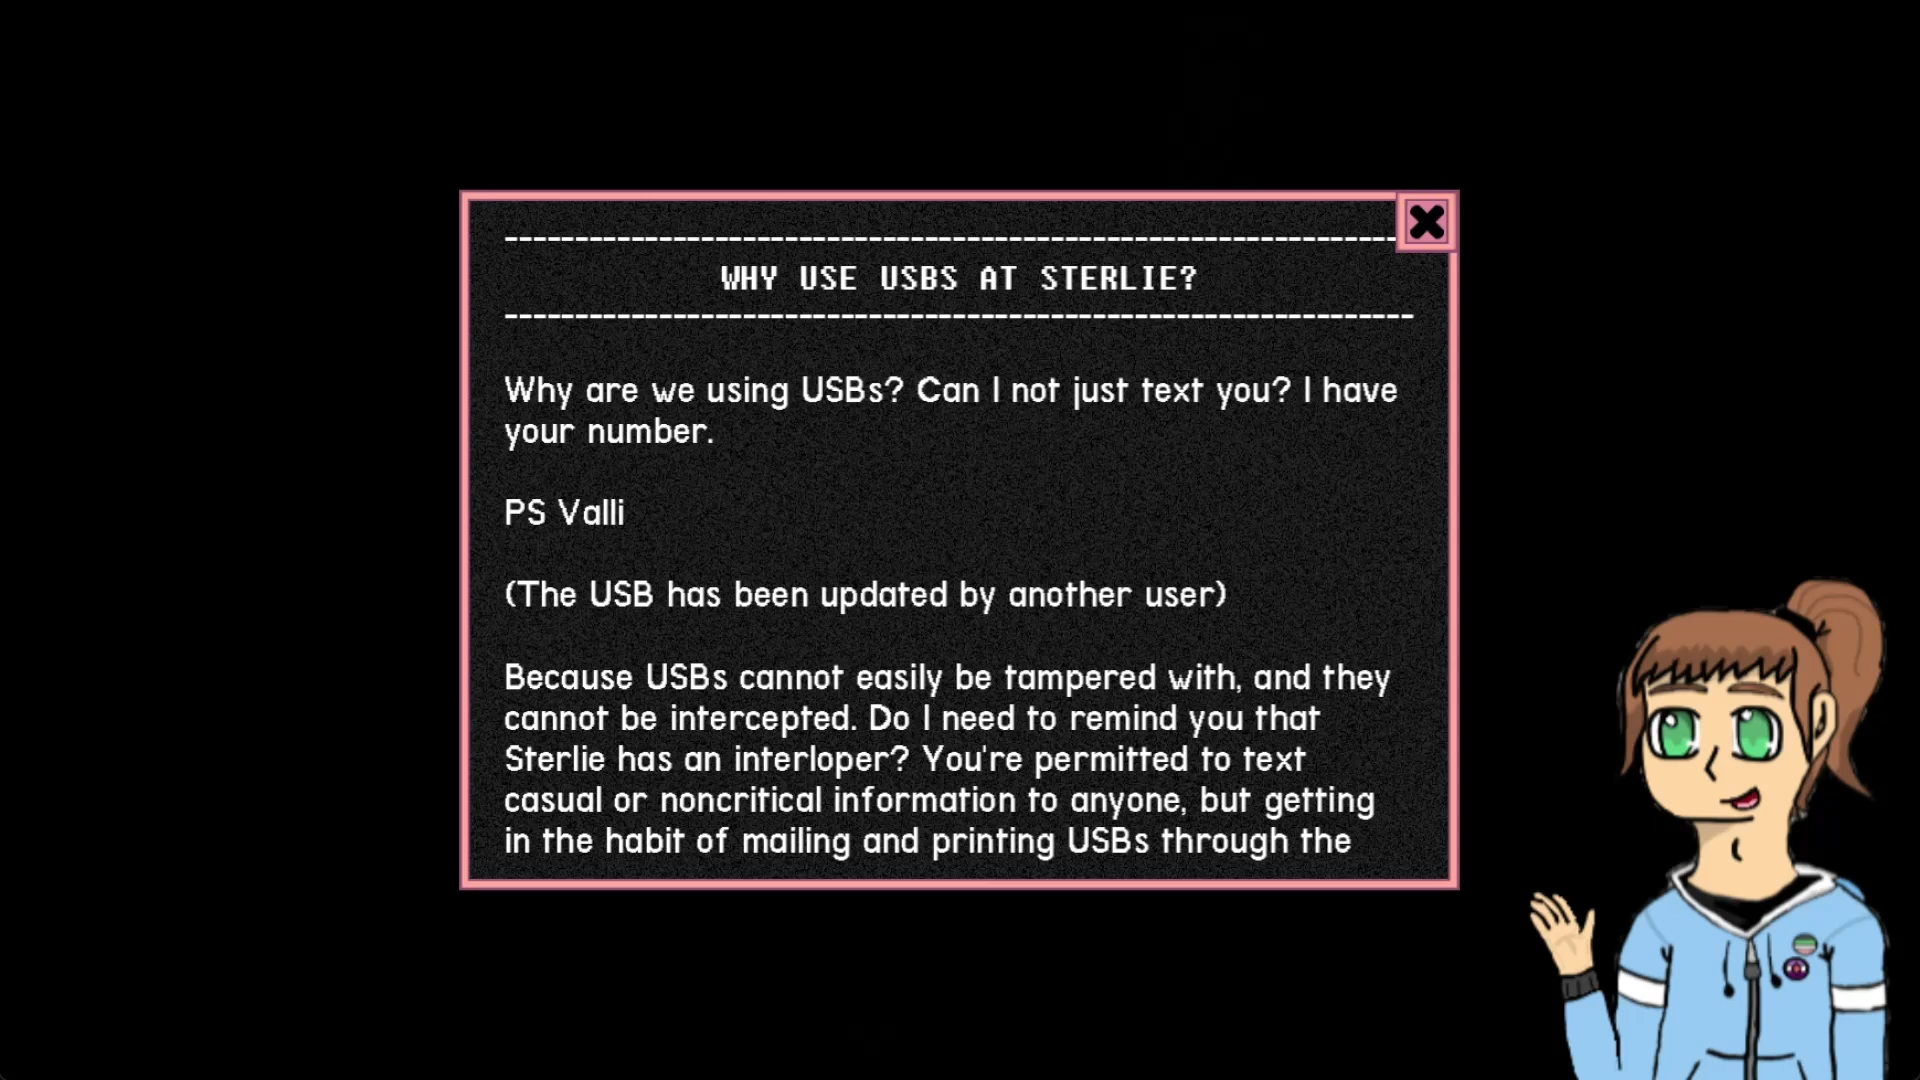 WHY USE USBS AT STERLIE?
Why are we using USBs? Can I not just text you? I have
your number.
PS Valli
(The USB has been updated by another user)
Because USBs cannot easily be tampered with, and they
cannot be intercepted. Do I need to remind you that
Sterlie has an interloper? You're permitted to text
casual or noncritical information to anyone, but getting
in the habit of mailing and printing USBs through the